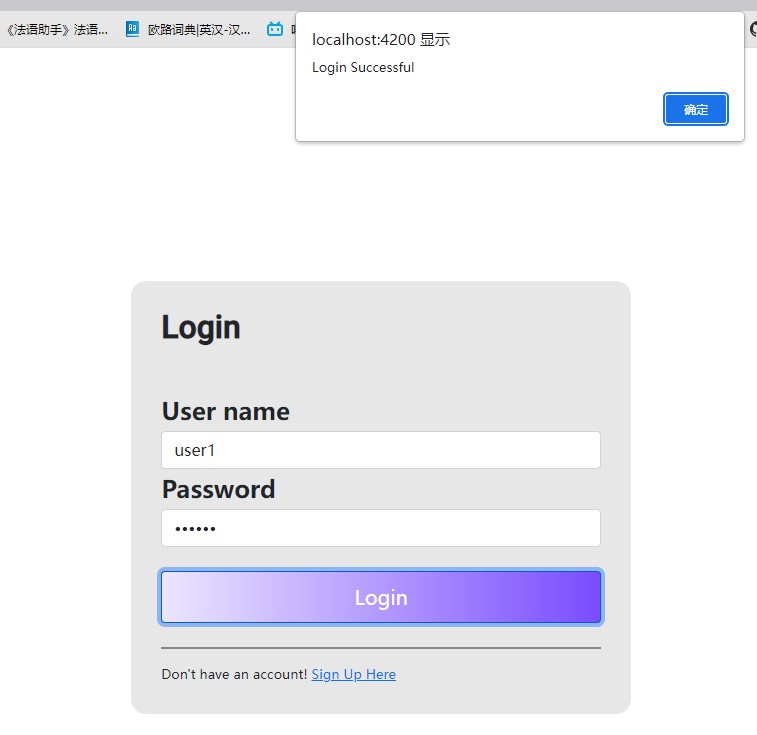 《法语助手》法语... 欧路词典|英汉-汉...
localhost:4200 显示
Login Successful
确定
Login
User name
user1
Password
••••••
Login
Don't have an account! Sign Up Here